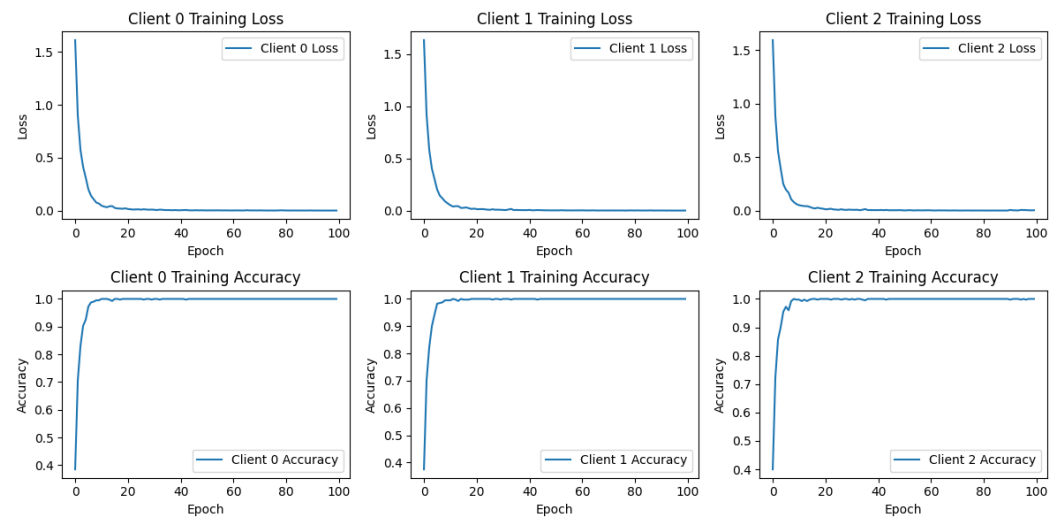 Client 0 Training Loss
Client 1 Training Loss
Client 2 Training Loss
Client 0 Loss
Client 1 Loss
Client 2 Loss
Loss
1.5
1.0
0.5
0.0
0 20 40 60 80 100
Epoch
Loss
1.5
1.0
0.5
0.0
0 20 40 60 80 100
Epoch
Loss
1.5
1.0
0.5
0.0
0 20 40 60 80 100
Epoch
Client 0 Training Accuracy
Client 1 Training Accuracy
Client 2 Training Accuracy
Accuracy
1.0
0.9
0.8
0.7
0.6
0.5
0.4
Client 0 Accuracy
0 20 40 60 80 100
Epoch
Accuracy
1.0
0.9
0.8
0.7
0.6
0.5
0.4
Client 1 Accuracy
0 20 40 60 80 100
Epoch
Accuracy
1.0
0.9
0.8
0.7
0.6
0.5
0.4
Client 2 Accuracy
0 20 40 60 80 100
Epoch